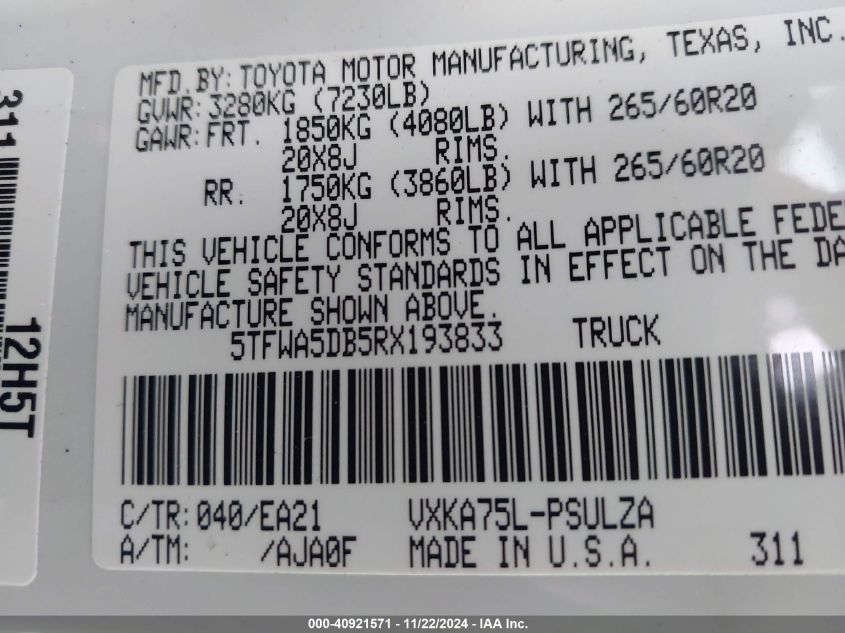 MFD.BY: TOYOTA MOTOR MANUFACTURING, TEXAS, INC.
GVWR: 3280KG (7230LB)
GAWR: FRT. 1850KG (4080LB) WITH 265/60R20
20X8J RIMS.
RR. 1750KG (3860LB) WITH 265/60R20
20X8J RIMS.
THIS VEHICLE CONFORMS TO ALL APPLICABLE FEDE
VEHICLE SAFETY STANDARDS IN EFFECT ON THE DA
MANUFACTURE SHOWN ABOVE.
5TFWA5DB5RX193833 TRUCK
C/TR: 040/EA21 VXKA75L-PSULZA
A/TM: /AJA0F MADE IN U.S.A. 311
311
12H5T
000-40921571 - 11/22/2024 - IAA Inc.